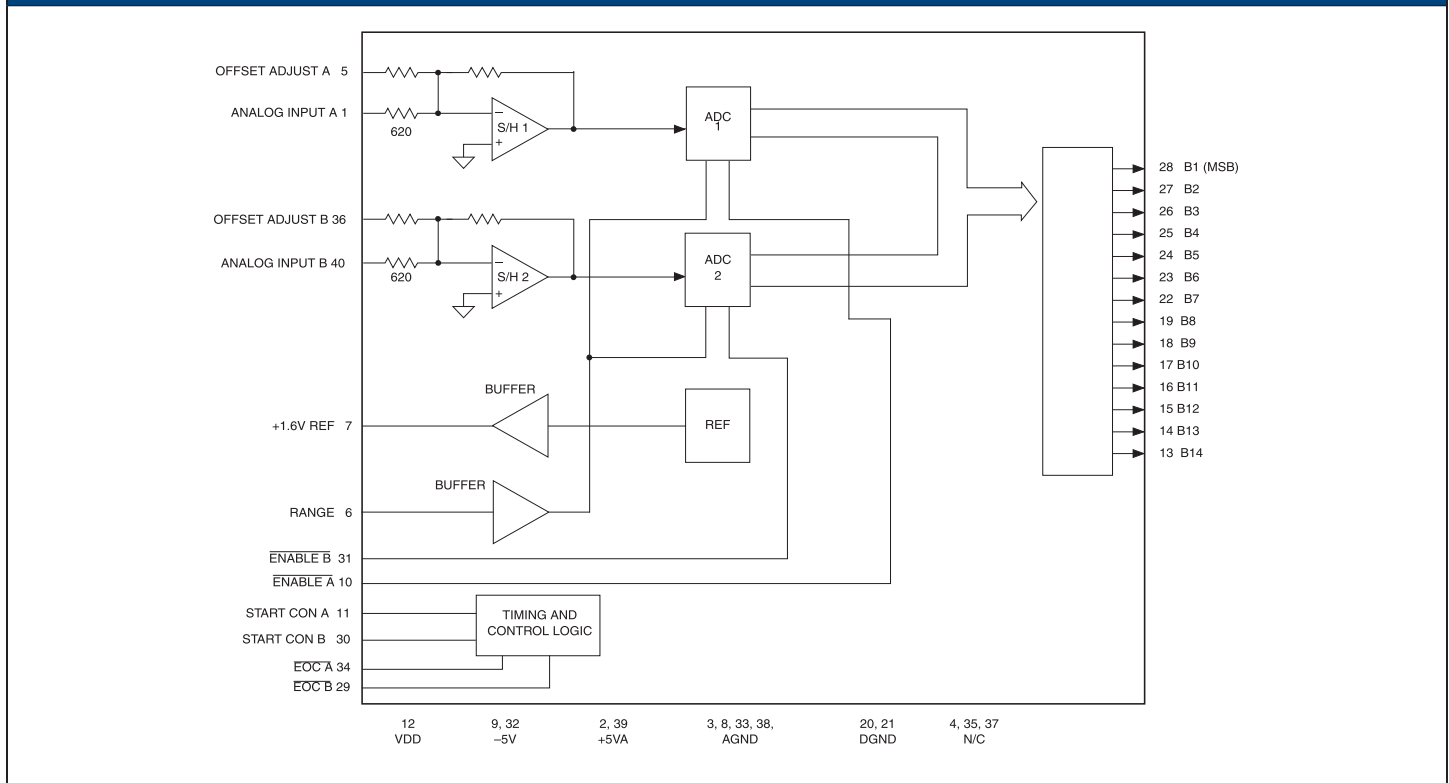 OFFSET ADJUST A 5
ANALOG INPUT A 1
620
S/H 1
−
+
ADC
1
OFFSET ADJUST B 36
ANALOG INPUT B 40
620
S/H 2
−
+
ADC
2
28 B1 (MSB)
27 B2
26 B3
25 B4
24 B5
23 B6
22 B7
19 B8
18 B9
17 B10
16 B11
15 B12
14 B13
13 B14
BUFFER
+1.6V REF 7
REF
BUFFER
RANGE 6
ENABLE B 31
ENABLE A 10
START CON A 11
START CON B 30
TIMING AND
CONTROL LOGIC
EOC A 34
EOC B 29
12
VDD
9, 32
–5V
2, 39
+5VA
3, 8, 33, 38,
AGND
20, 21
DGND
4, 35, 37
N/C